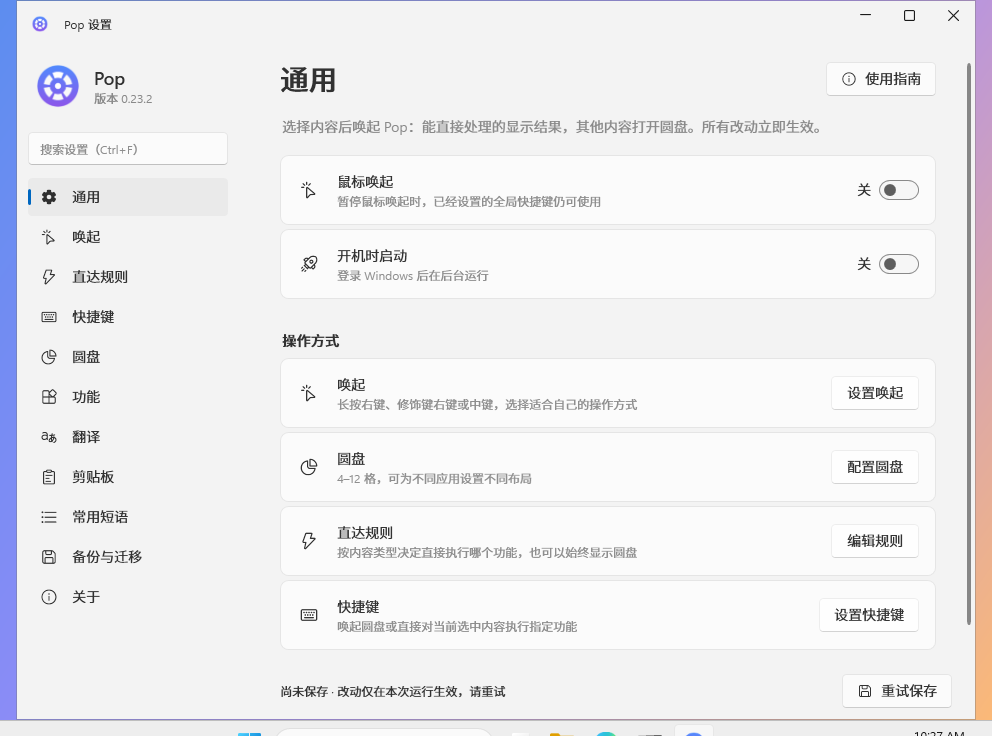 Pop 设置
Pop
版本 0.23.2
搜索设置（Ctrl+F）
通用
唤起
直达规则
快捷键
圆盘
功能
翻译
剪贴板
常用短语
备份与迁移
关于
通用
使用指南
选择内容后唤起 Pop：能直接处理的显示结果，其他内容打开圆盘。所有改动立即生效。
鼠标唤起
暂停鼠标唤起时，已经设置的全局快捷键仍可使用
关
开机时启动
登录 Windows 后在后台运行
关
操作方式
唤起
长按右键、修饰键右键或中键，选择适合自己的操作方式
设置唤起
圆盘
4–12 格，可为不同应用设置不同布局
配置圆盘
直达规则
按内容类型决定直接执行哪个功能，也可以始终显示圆盘
编辑规则
快捷键
唤起圆盘或直接对当前选中内容执行指定功能
设置快捷键
尚未保存 · 改动仅在本次运行生效，请重试
重试保存
10:27 AM